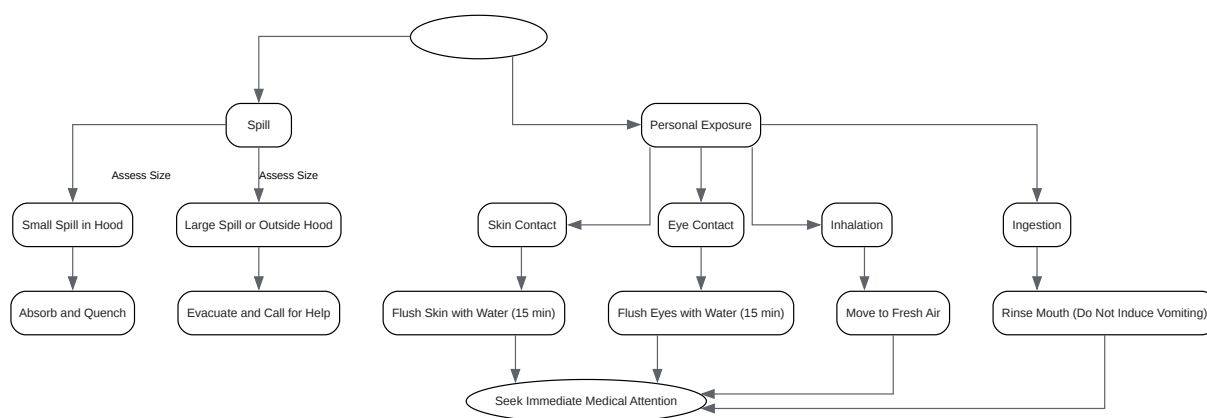 Spill
Personal Exposure
Assess Size
Assess Size
Small Spill in Hood
Large Spill or Outside Hood
Skin Contact
Eye Contact
Inhalation
Ingestion
Absorb and Quench
Evacuate and Call for Help
Flush Skin with Water (15 min)
Flush Eyes with Water (15 min)
Move to Fresh Air
Rinse Mouth (Do Not Induce Vomiting)
Seek Immediate Medical Attention